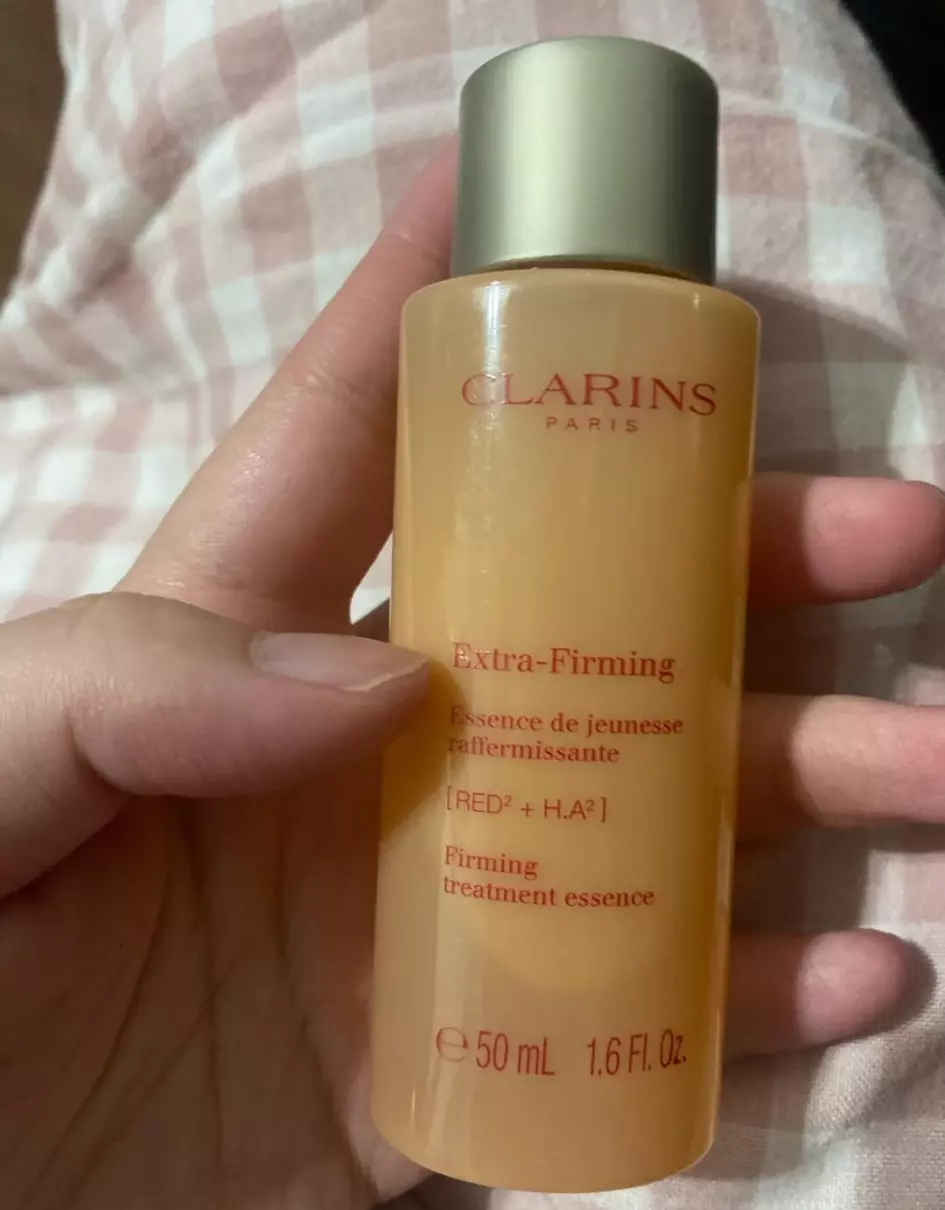 CLARINS
PARIS
Extra-Firming
Essence de jeunesse
raffermissante
[RED² + H.A²]
Firming
treatment essence
℮ 50 mL 1.6 Fl. Oz.